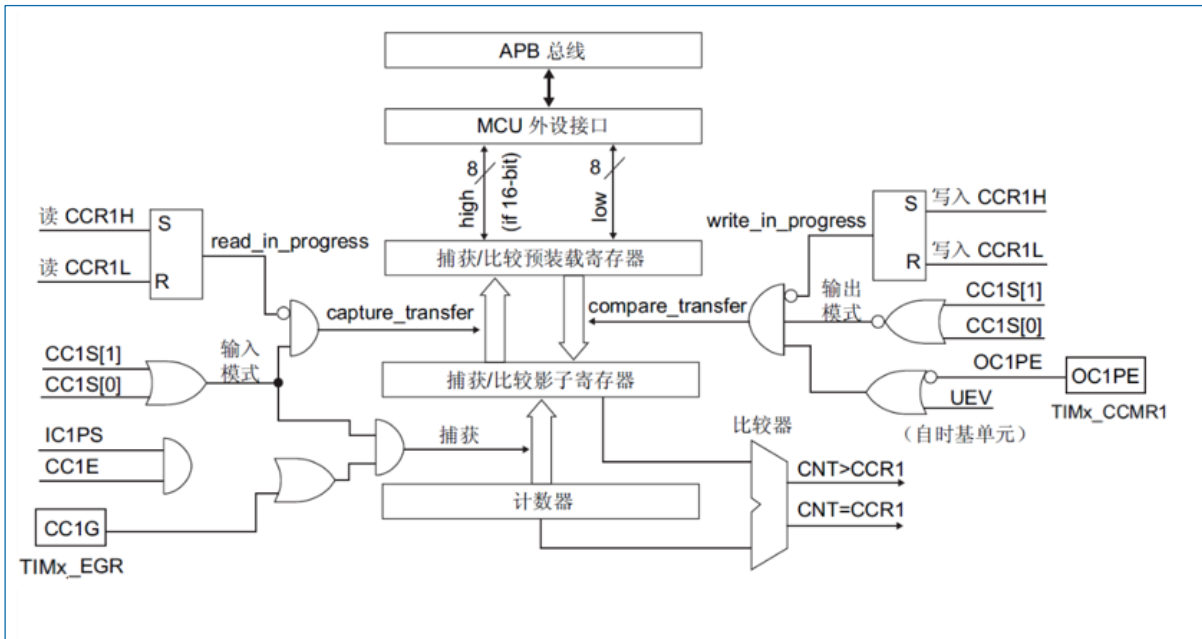 APB 总线
MCU 外设接口
8
8
high
(if 16-bit)
low
读 CCR1H
S
读 CCR1L
R
read_in_progress
write_in_progress
S
写入 CCR1H
R
写入 CCR1L
捕获/比较预装载寄存器
capture_transfer
compare_transfer
输出
模式
CC1S[1]
CC1S[0]
CC1S[1]
CC1S[0]
输入
模式
捕获/比较影子寄存器
OC1PE
OC1PE
UEV
TIMx_CCMR1
(自时基单元)
IC1PS
CC1E
捕获
比较器
CNT>CCR1
计数器
CNT=CCR1
CC1G
TIMx_EGR